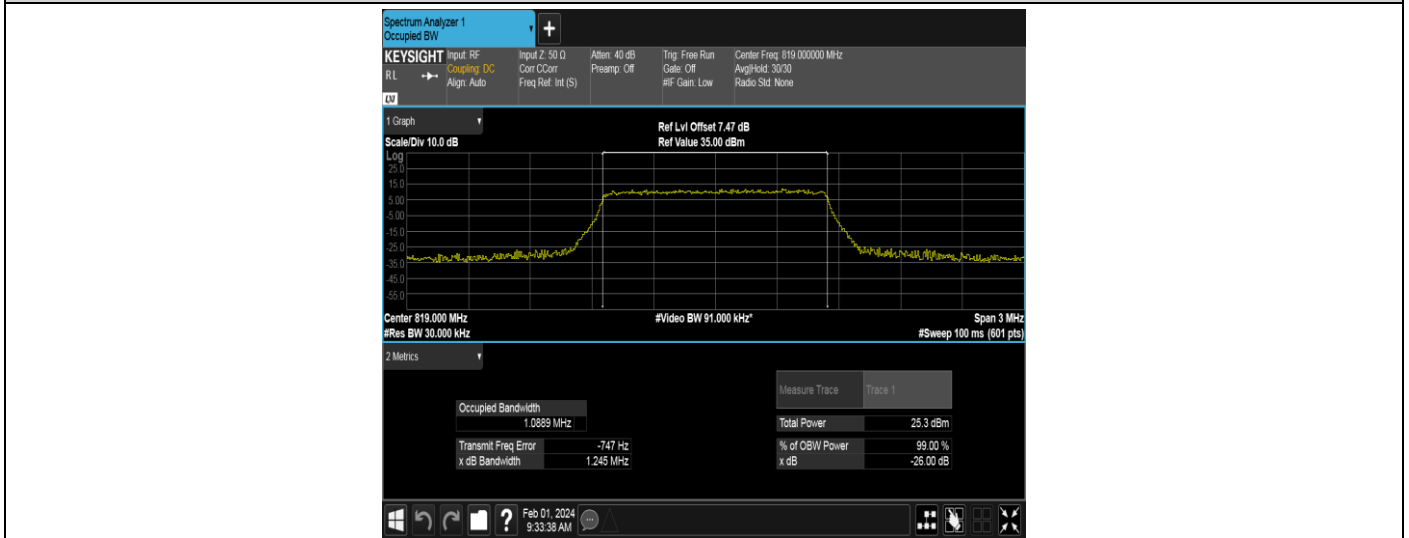 Spectrum Analyzer 1
Occupied BW
+
KEYSIGHT Input: RF Input Z: 50 Ω Atten: 40 dB Trig: Free Run Center Freq: 819.000000 MHz
RL Coupling: DC Corr CCorr Preamp: Off Gate: Off Avg|Hold: 30/30
Align: Auto Freq Ref: Int (S) #IF Gain: Low Radio Std: None
LXI
1 Graph
Ref Lvl Offset 7.47 dB
Scale/Div 10.0 dB Ref Value 35.00 dBm
Log
25.0
15.0
5.00
-5.00
-15.0
-25.0
-35.0
-45.0
-55.0
Center 819.000 MHz #Video BW 91.000 kHz* Span 3 MHz
#Res BW 30.000 kHz #Sweep 100 ms (601 pts)
2 Metrics
Measure Trace Trace 1
Occupied Bandwidth
1.0889 MHz Total Power 25.3 dBm
Transmit Freq Error -747 Hz % of OBW Power 99.00 %
x dB Bandwidth 1.245 MHz x dB -26.00 dB
? Feb 01, 2024
9:33:38 AM